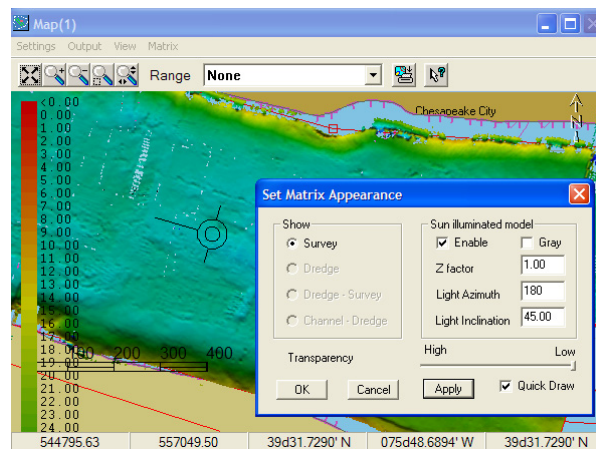 Map(1)
Settings Output View Matrix
Range None
<0.00
0.00
1.00
2.00
3.00
4.00
5.00
6.00
7.00
8.00
9.00
10.00
11.00
12.00
13.00
14.00
15.00
16.00
17.00
18.00
19.00
20.00
21.00
22.00
23.00
24.00
100 200 300 400
Chesapeake City
N
Set Matrix Appearance
Show
Survey
Dredge
Dredge - Survey
Channel - Dredge
Sun illuminated model
Enable Gray
Z factor 1.00
Light Azimuth 180
Light Inclination 45.00
Transparency
High Low
OK Cancel Apply Quick Draw
544795.63 557049.50 39d31.7290' N 075d48.6894' W 39d31.7290' N